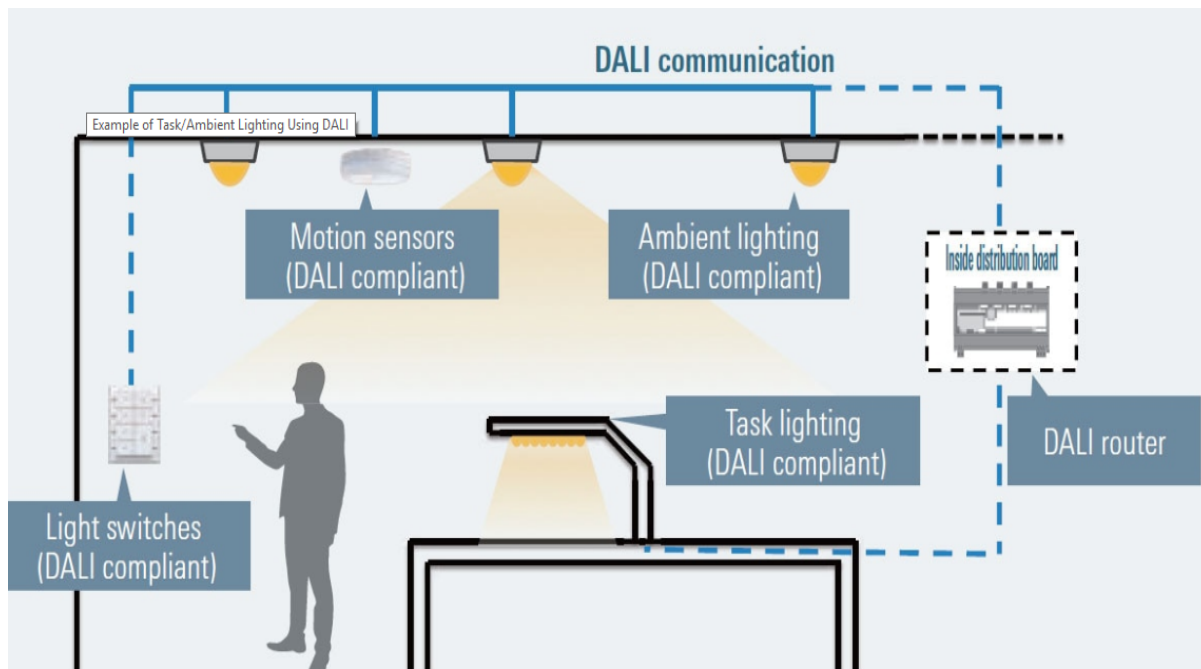 DALI communication
Example of Task/Ambient Lighting Using DALI
Motion sensors
(DALI compliant)
Ambient lighting
(DALI compliant)
Inside distribution board
Task lighting
(DALI compliant)
DALI router
Light switches
(DALI compliant)